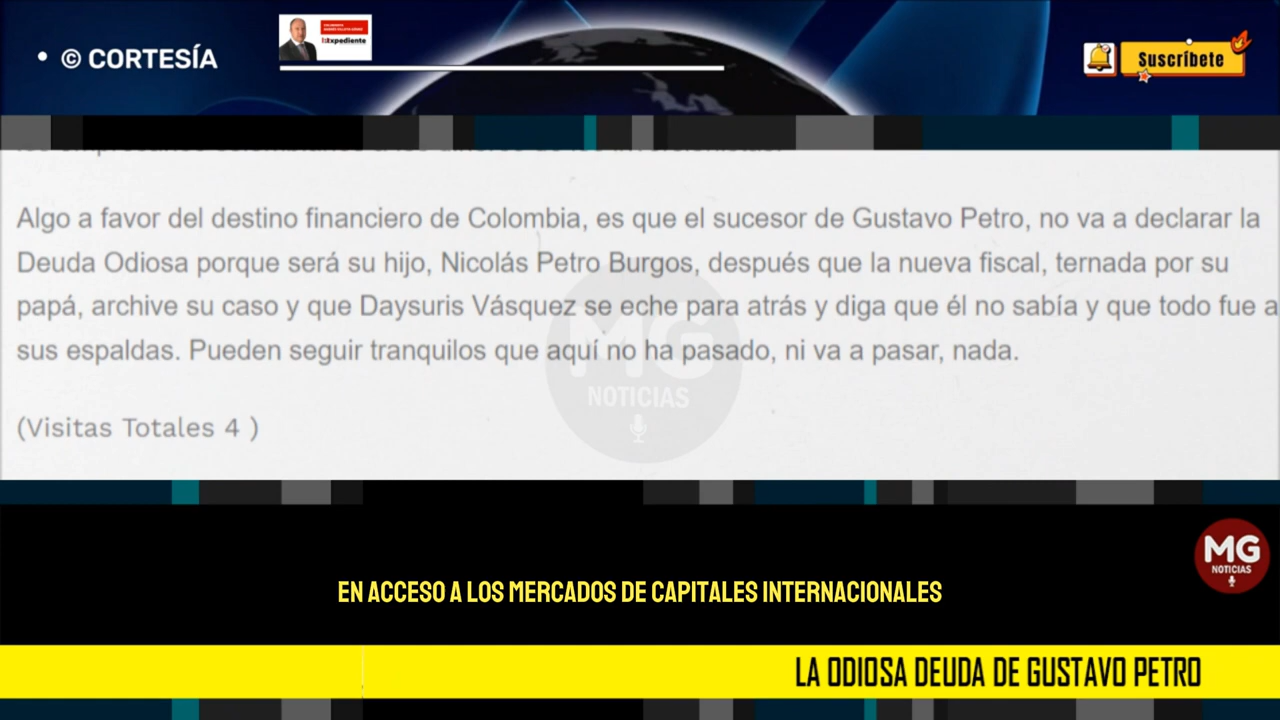 © CORTESÍA
Expediente
Suscríbete
Algo a favor del destino financiero de Colombia, es que el sucesor de Gustavo Petro, no va a declarar la
Deuda Odiosa porque será su hijo, Nicolás Petro Burgos, después que la nueva fiscal, ternada por su
papá, archive su caso y que Daysuris Vásquez se eche para atrás y diga que él no sabía y que todo fue a
sus espaldas. Pueden seguir tranquilos que aquí no ha pasado, ni va a pasar, nada.
MG
NOTICIAS
(Visitas Totales 4 )
MG
NOTICIAS
EN ACCESO A LOS MERCADOS DE CAPITALES INTERNACIONALES
LA ODIOSA DEUDA DE GUSTAVO PETRO